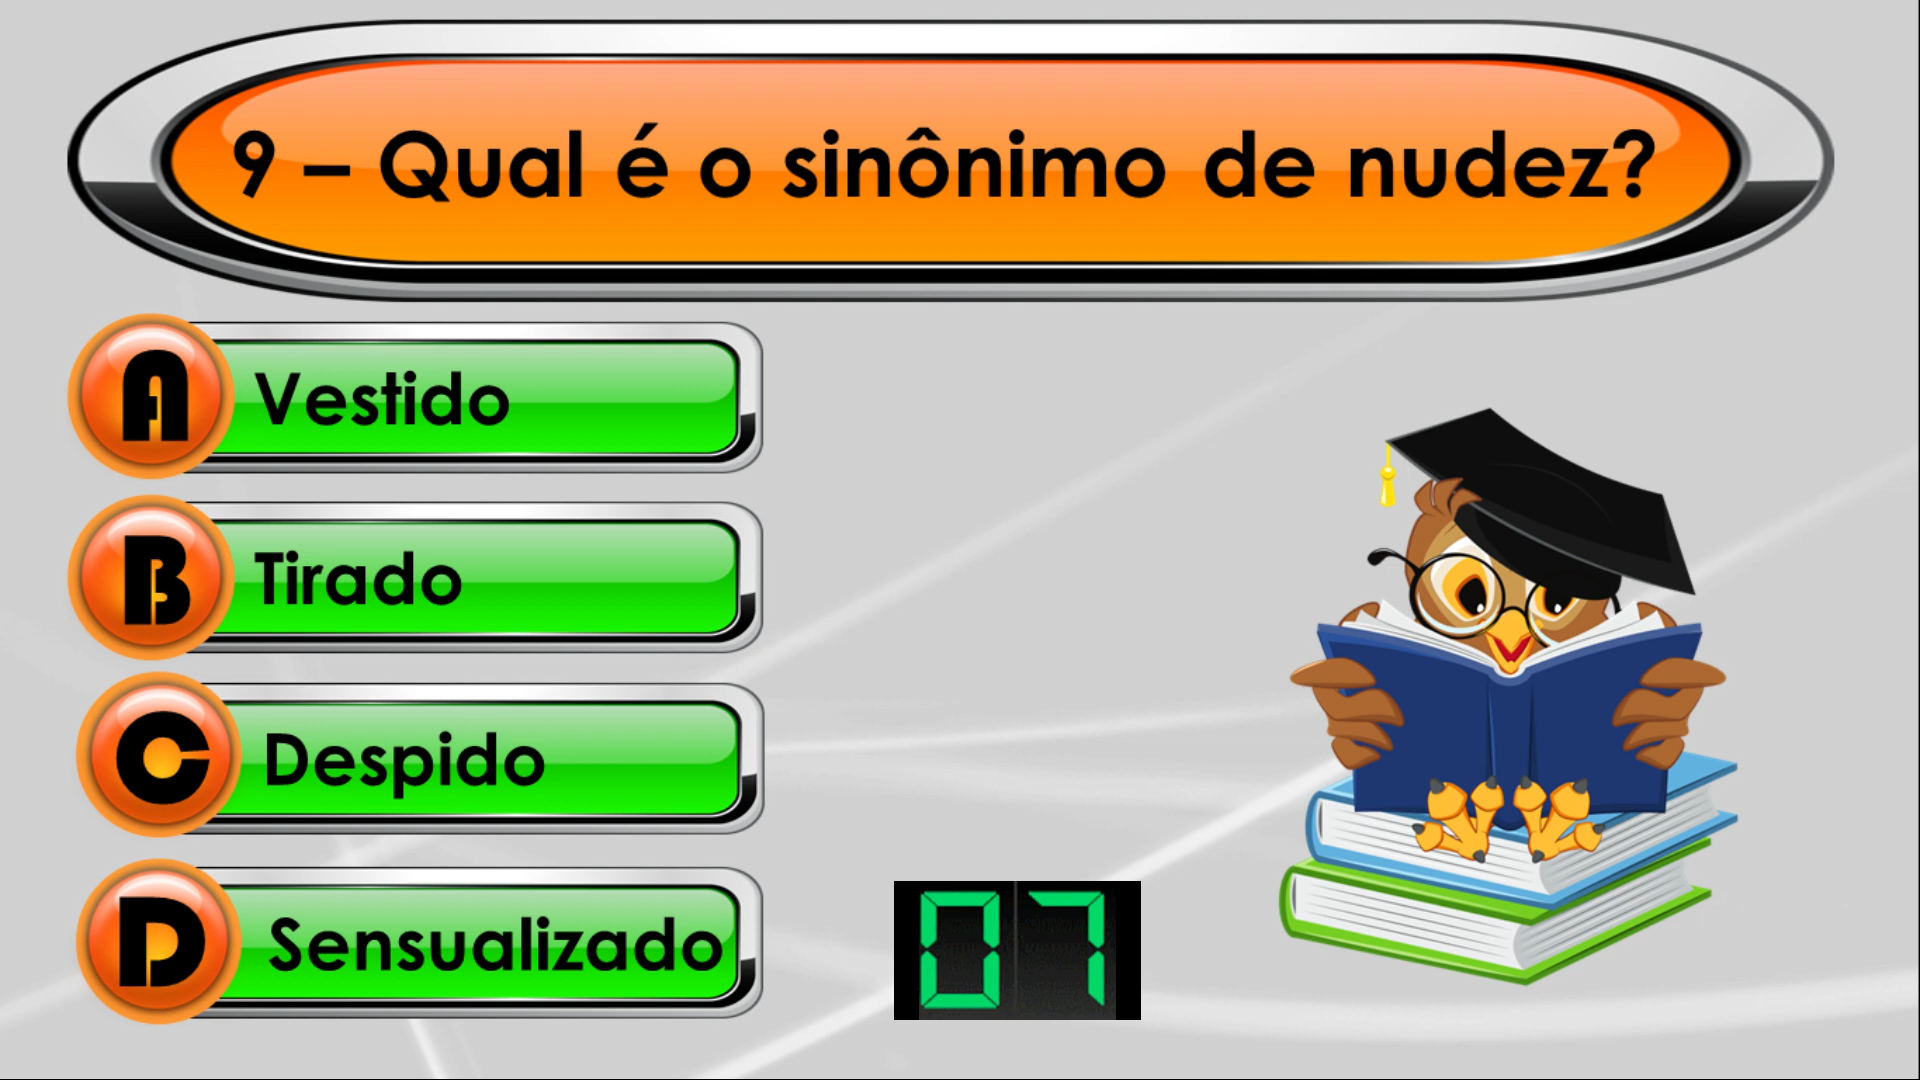 9 – Qual é o sinônimo de nudez?
A Vestido
B Tirado
C Despido
D Sensualizado
07